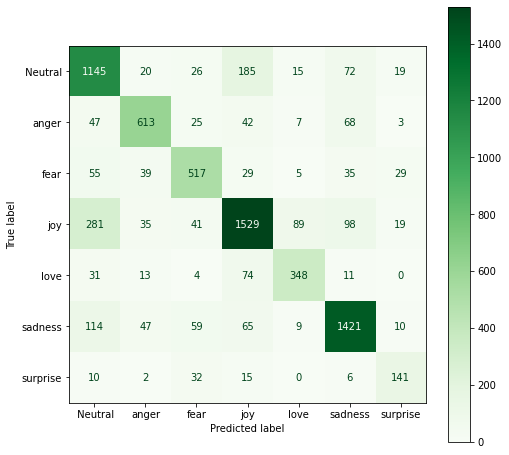 Neutral 1145 20 26 185 15 72 19
anger 47 613 25 42 7 68 3
fear 55 39 517 29 5 35 29
joy 281 35 41 1529 89 98 19
love 31 13 4 74 348 11 0
sadness 114 47 59 65 9 1421 10
surprise 10 2 32 15 0 6 141
Neutral anger fear joy love sadness surprise
Predicted label
True label
1400
1200
1000
800
600
400
200
0